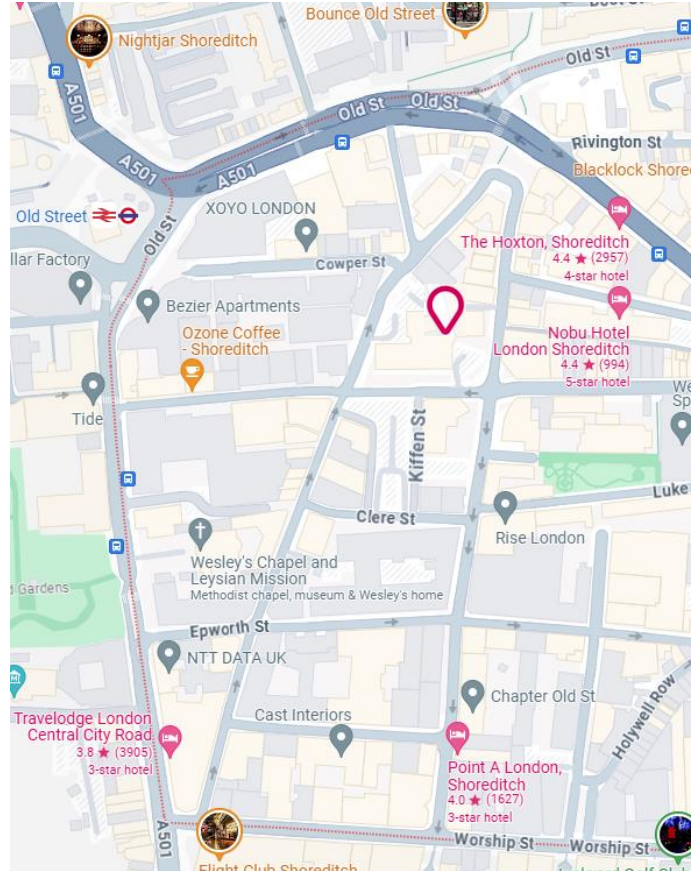 Bounce Old Street
Nightjar Shoreditch
Old St
A501
Old St
Old St
A501
A501
Rivington St
Blacklock Shore
Old Street
Old St
XOYO LONDON
The Hoxton, Shoreditch
4.4 ★ (2957)
4-star hotel
llar Factory
Cowper St
Bezier Apartments
Ozone Coffee
- Shoreditch
Nobu Hotel
London Shoreditch
4.4 ★ (994)
5-star hotel
We
Sp
Tide
Kiffen St
Luke
Clere St
Rise London
Wesley's Chapel and
Leysian Mission
Methodist chapel, museum & Wesley's home
d Gardens
Epworth St
NTT DATA UK
Chapter Old St
Holywell Row
Travelodge London
Central City Road
3.8 ★ (3905)
3-star hotel
Cast Interiors
Point A London,
Shoreditch
4.0 ★ (1627)
3-star hotel
A501
Worship St
Worship St
Flight Club Shoreditch